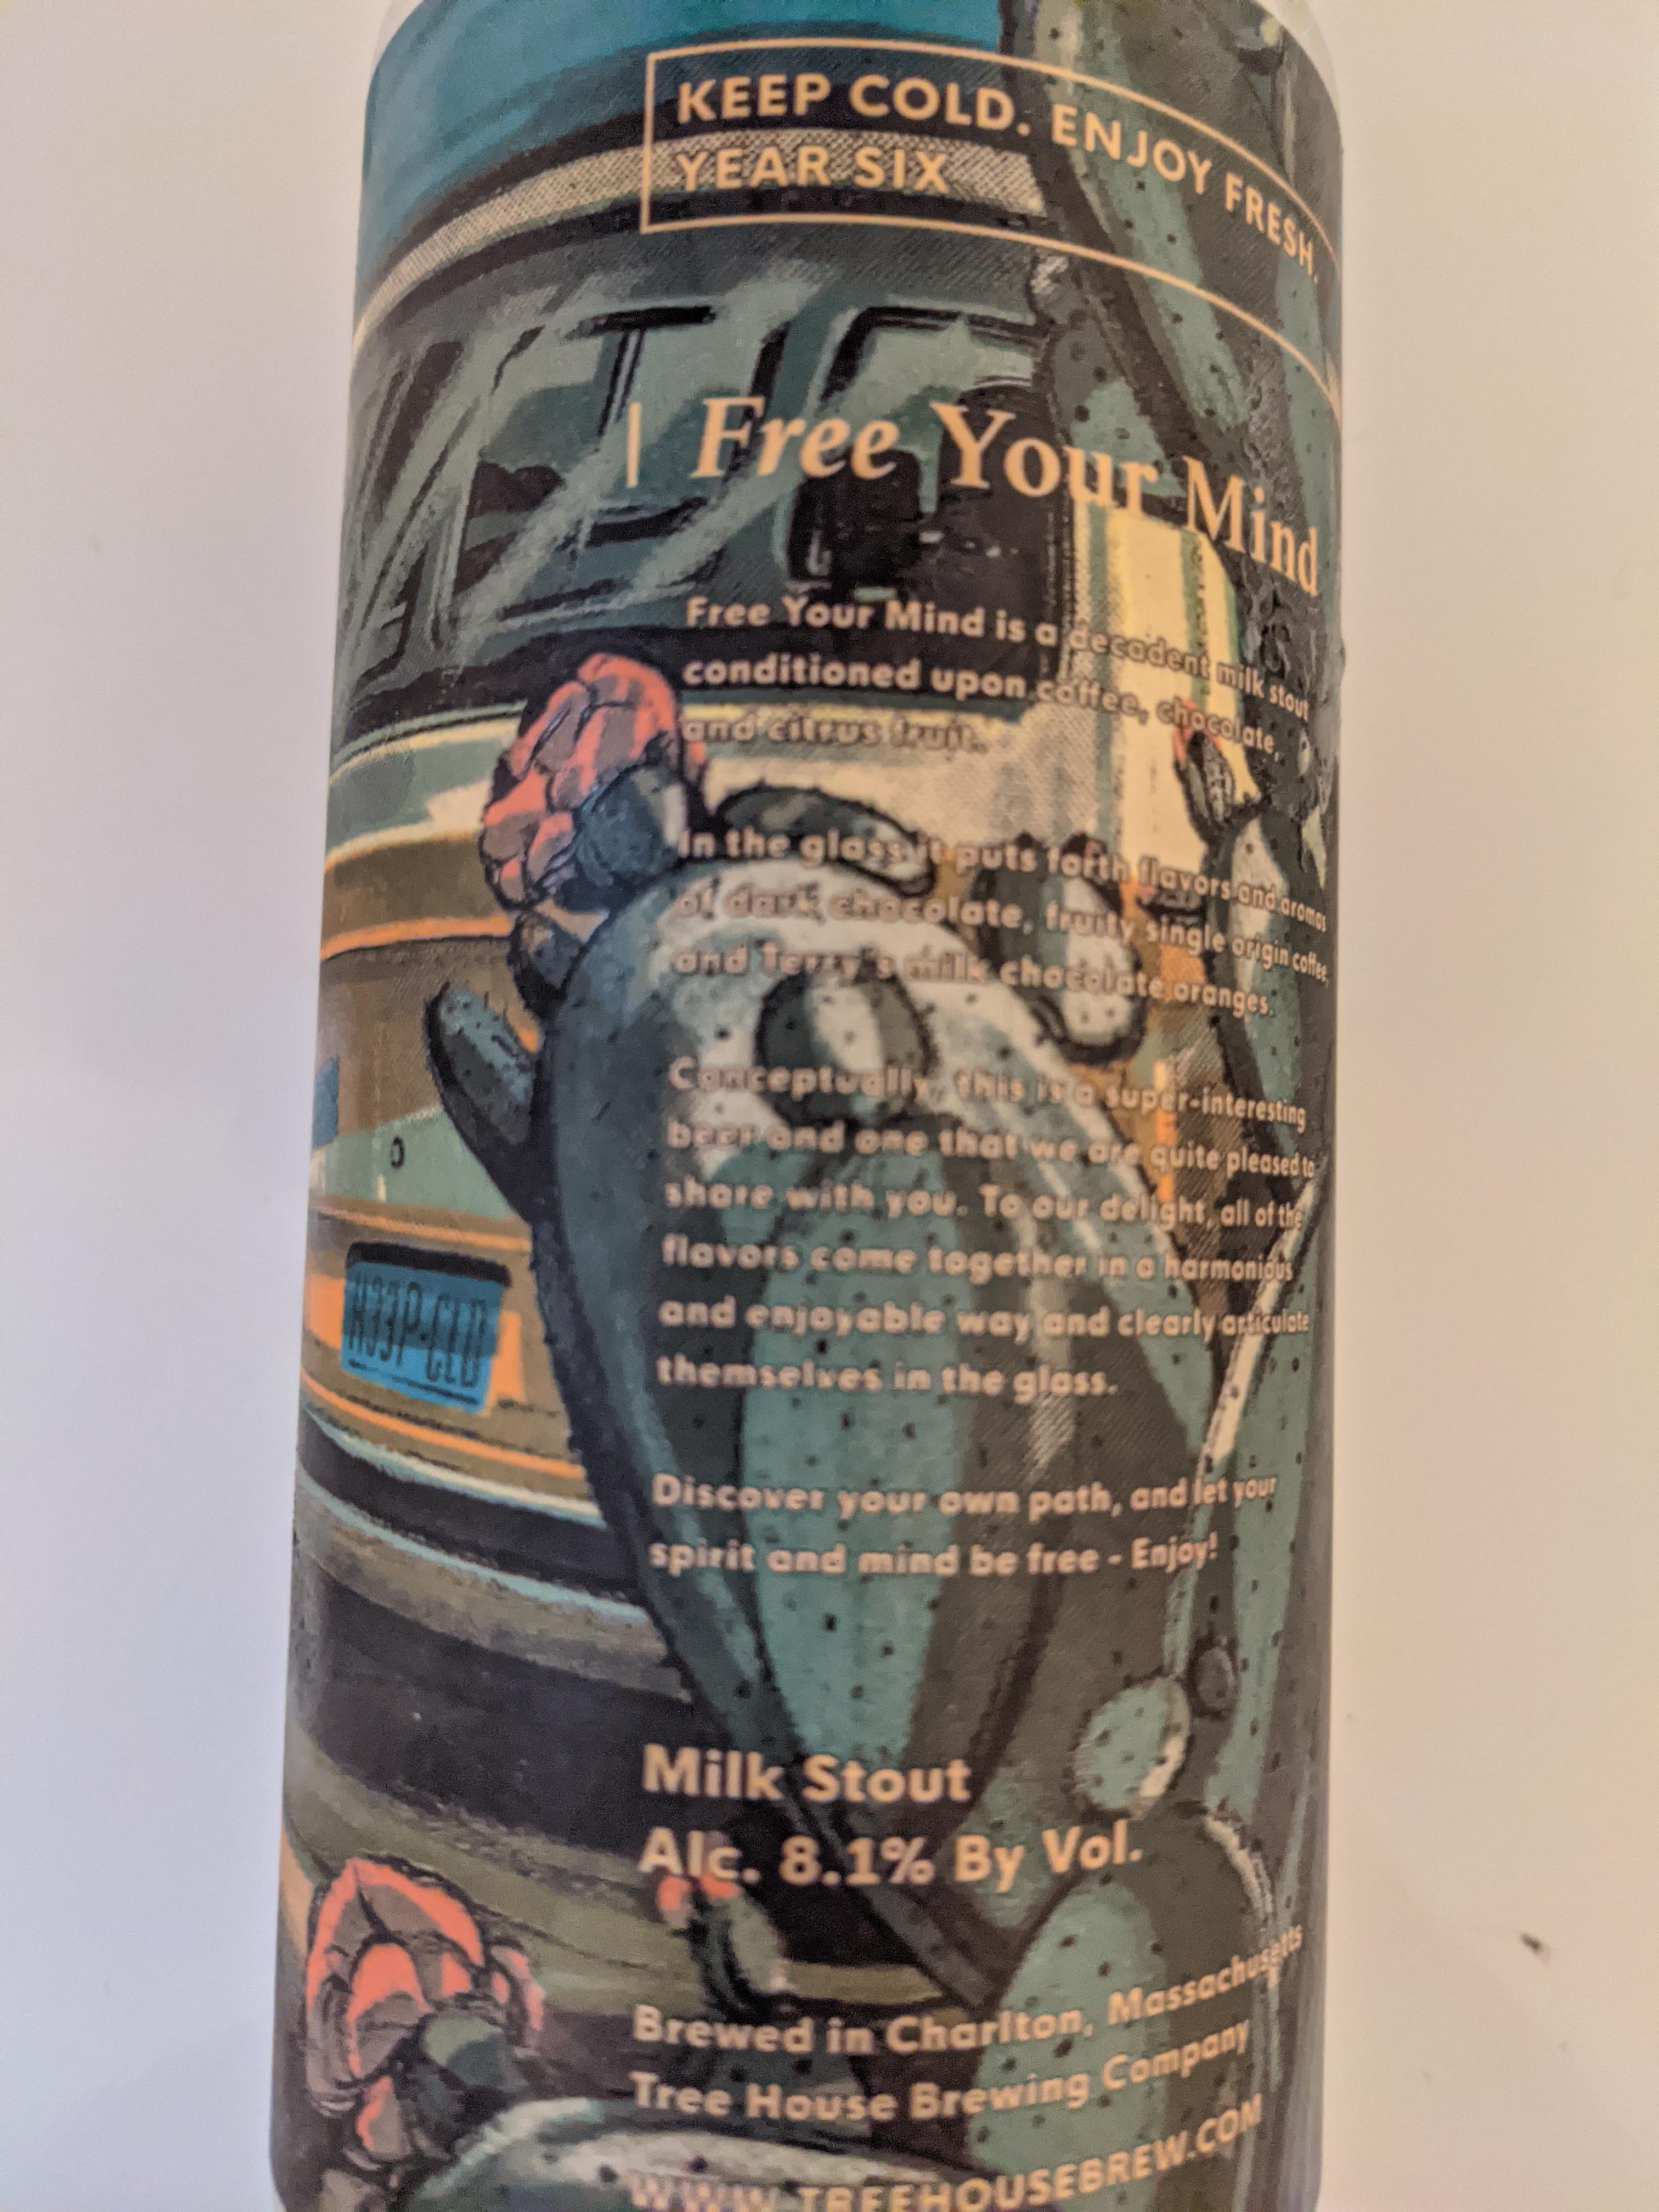 KEEP COLD. ENJOY FRESH.
YEAR SIX
Free Your Mind
Free Your Mind is a decadent milk stout
conditioned upon coffee, chocolate,
and citrus fruit.
In the glass it puts forth flavors and aromas
of dark chocolate, fruity single origin coffee,
and Terry's milk chocolate oranges.
Conceptually, this is a super-interesting
beer and one that we are quite pleased to
share with you. To our delight, all of the
flavors come together in a harmonious
and enjoyable way and clearly articulate
themselves in the glass.
K33P-CLD
Discover your own path, and let your
spirit and mind be free - Enjoy!
Milk Stout
Alc. 8.1% By Vol.
Brewed in Charlton, Massachusetts
Tree House Brewing Company
WWW.TREEHOUSEBREW.COM